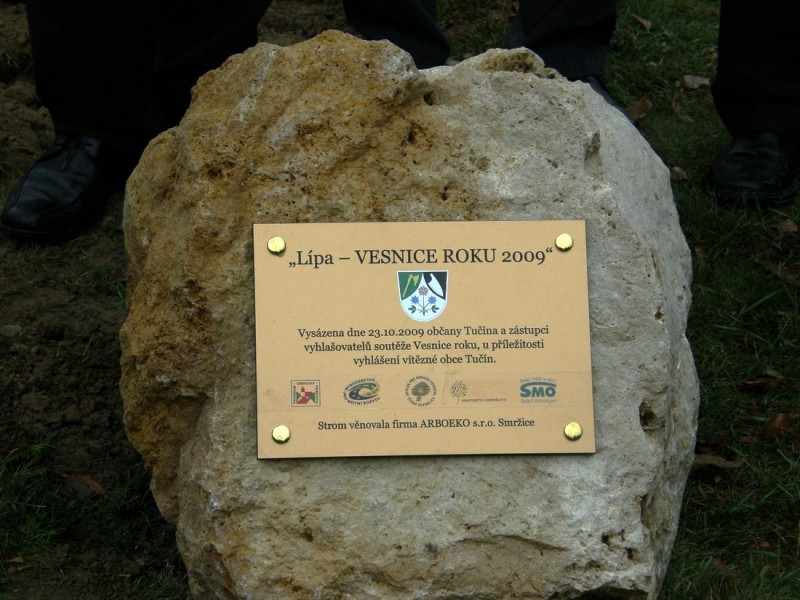 „Lípa – VESNICE ROKU 2009“
Vysázena dne 23.10.2009 občany Tučína a zástupci
vyhlašovatelů soutěže Vesnice roku, u příležitosti
vyhlášení vítězné obce Tučín.
SMO
Strom věnovala firma ARBOEKO s.r.o. Smržice